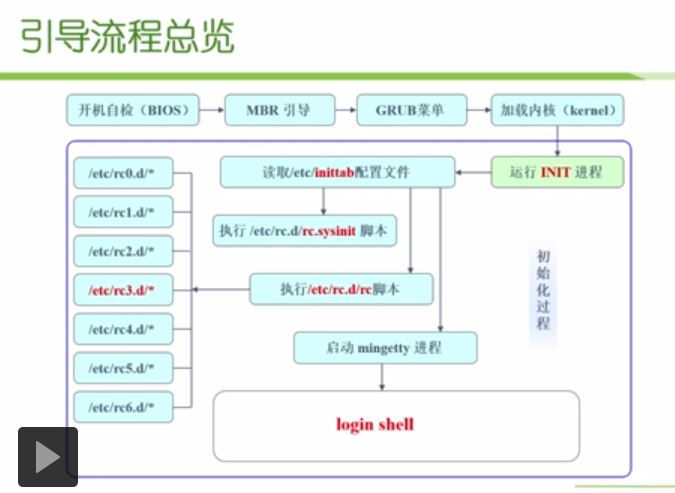 引导流程总览
开机自检（BIOS）
MBR 引导
GRUB菜单
加载内核（kernel）
运行 INIT 进程
读取/etc/inittab配置文件
执行 /etc/rc.d/rc.sysinit 脚本
执行/etc/rc.d/rc脚本
启动 mingetty 进程
login shell
/etc/rc0.d/*
/etc/rc1.d/*
/etc/rc2.d/*
/etc/rc3.d/*
/etc/rc4.d/*
/etc/rc5.d/*
/etc/rc6.d/*
初始化过程